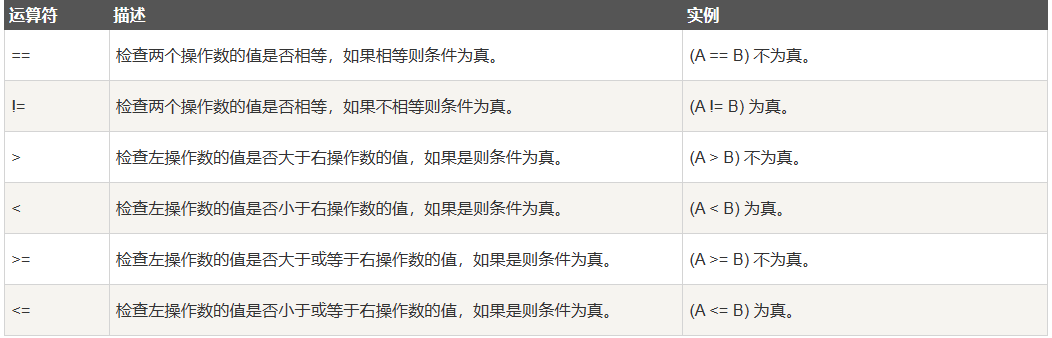 运算符 描述 实例
== 检查两个操作数的值是否相等，如果相等则条件为真。 (A == B) 不为真。
!= 检查两个操作数的值是否相等，如果不相等则条件为真。 (A != B) 为真。
> 检查左操作数的值是否大于右操作数的值，如果是则条件为真。 (A > B) 不为真。
< 检查左操作数的值是否小于右操作数的值，如果是则条件为真。 (A < B) 为真。
>= 检查左操作数的值是否大于或等于右操作数的值，如果是则条件为真。 (A >= B) 不为真。
<= 检查左操作数的值是否小于或等于右操作数的值，如果是则条件为真。 (A <= B) 为真。